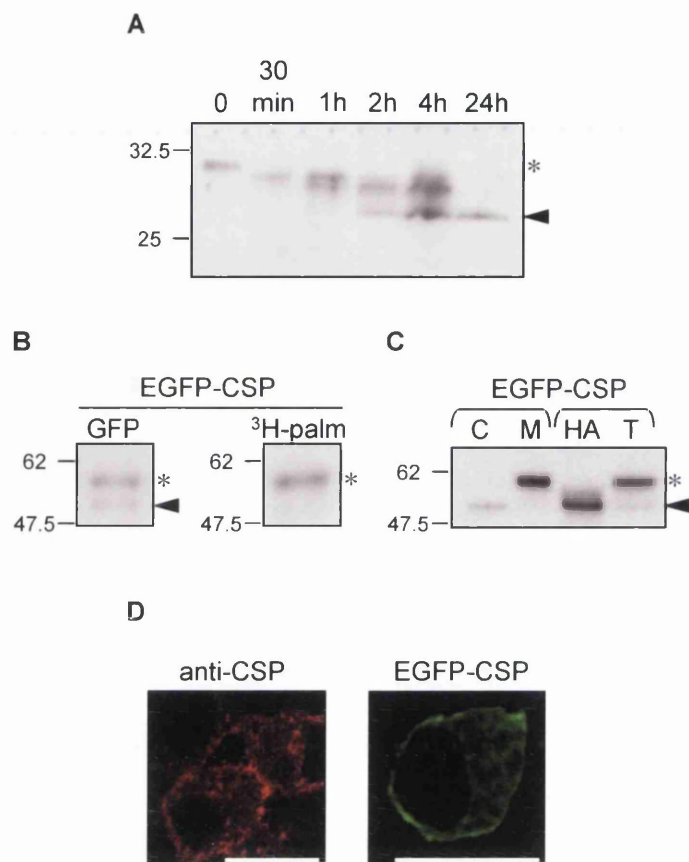 A
30
0 min 1h 2h 4h 24h
32.5
*
25
B
EGFP-CSP
GFP
62
*
47.5
³H-palm
62
*
47.5
C
EGFP-CSP
C M HA T
62
*
47.5
D
anti-CSP
EGFP-CSP